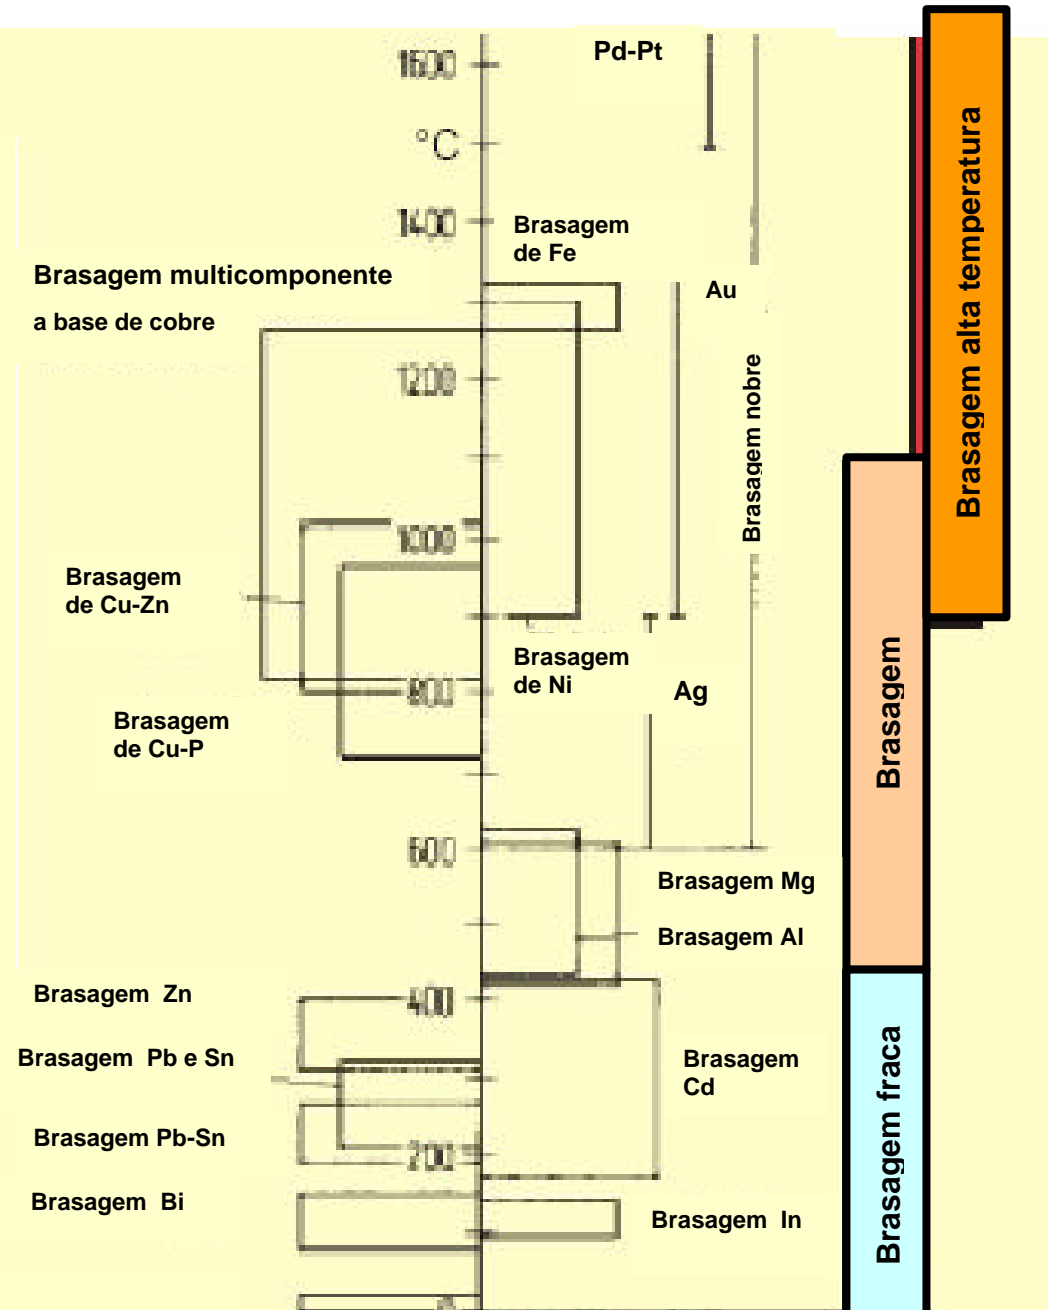 Pd-Pt
1600
°C
1400
Brasagem
de Fe
Brasagem multicomponente
a base de cobre
Au
1200
Brasagem nobre
Brasagem alta temperatura
1000
Brasagem
de Cu-Zn
Brasagem
de Ni
Ag
800
Brasagem
de Cu-P
Brasagem
600
Brasagem Mg
Brasagem Al
Brasagem Zn
400
Brasagem Pb e Sn
Brasagem
Cd
Brasagem Pb-Sn
200
Brasagem fraca
Brasagem Bi
Brasagem In